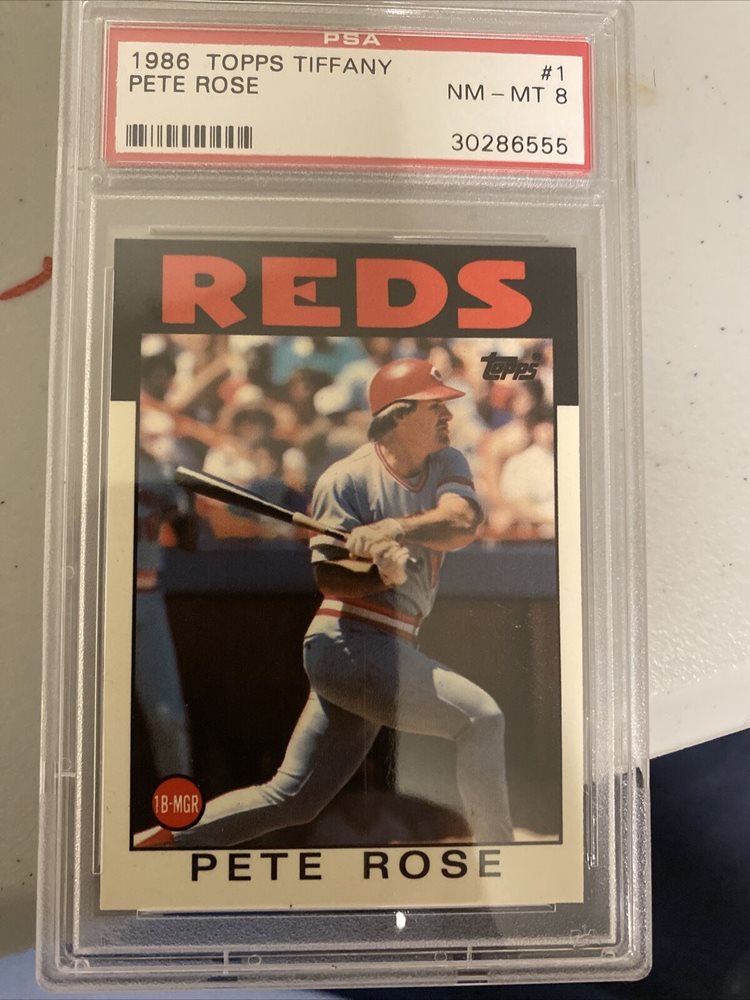 PSA
1986 TOPPS TIFFANY #1
PETE ROSE NM - MT 8
30286555
REDS
topps®
1B-MGR
PETE ROSE